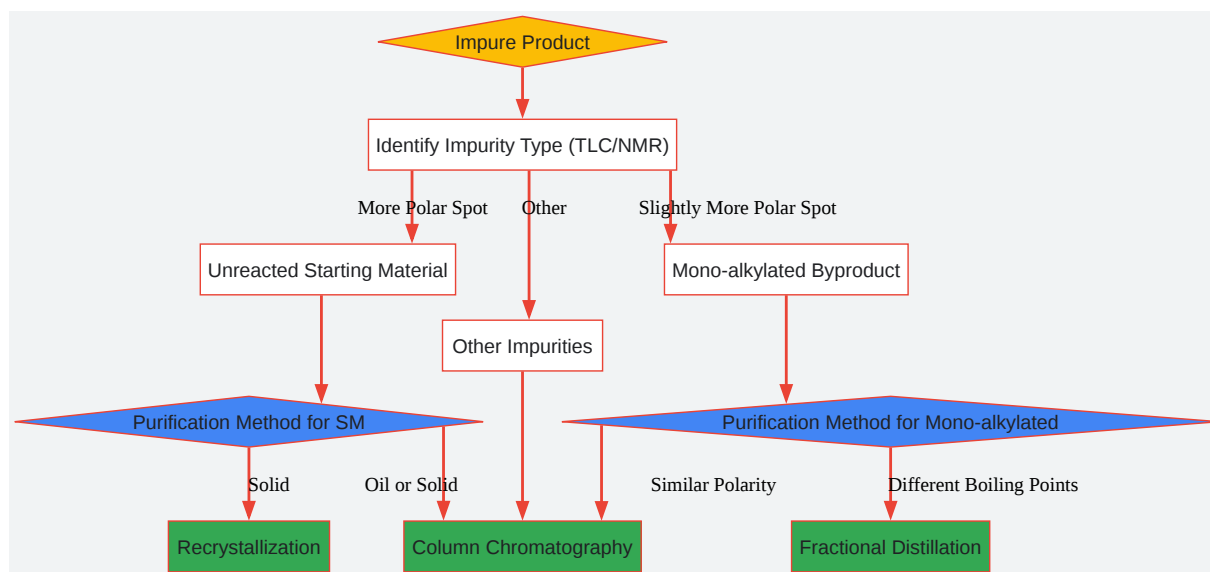 Impure Product
Identify Impurity Type (TLC/NMR)
More Polar Spot
Other
Slightly More Polar Spot
Unreacted Starting Material
Mono-alkylated Byproduct
Other Impurities
Purification Method for SM
Purification Method for Mono-alkylated
Solid
Oil or Solid
Similar Polarity
Different Boiling Points
Recrystallization
Column Chromatography
Fractional Distillation